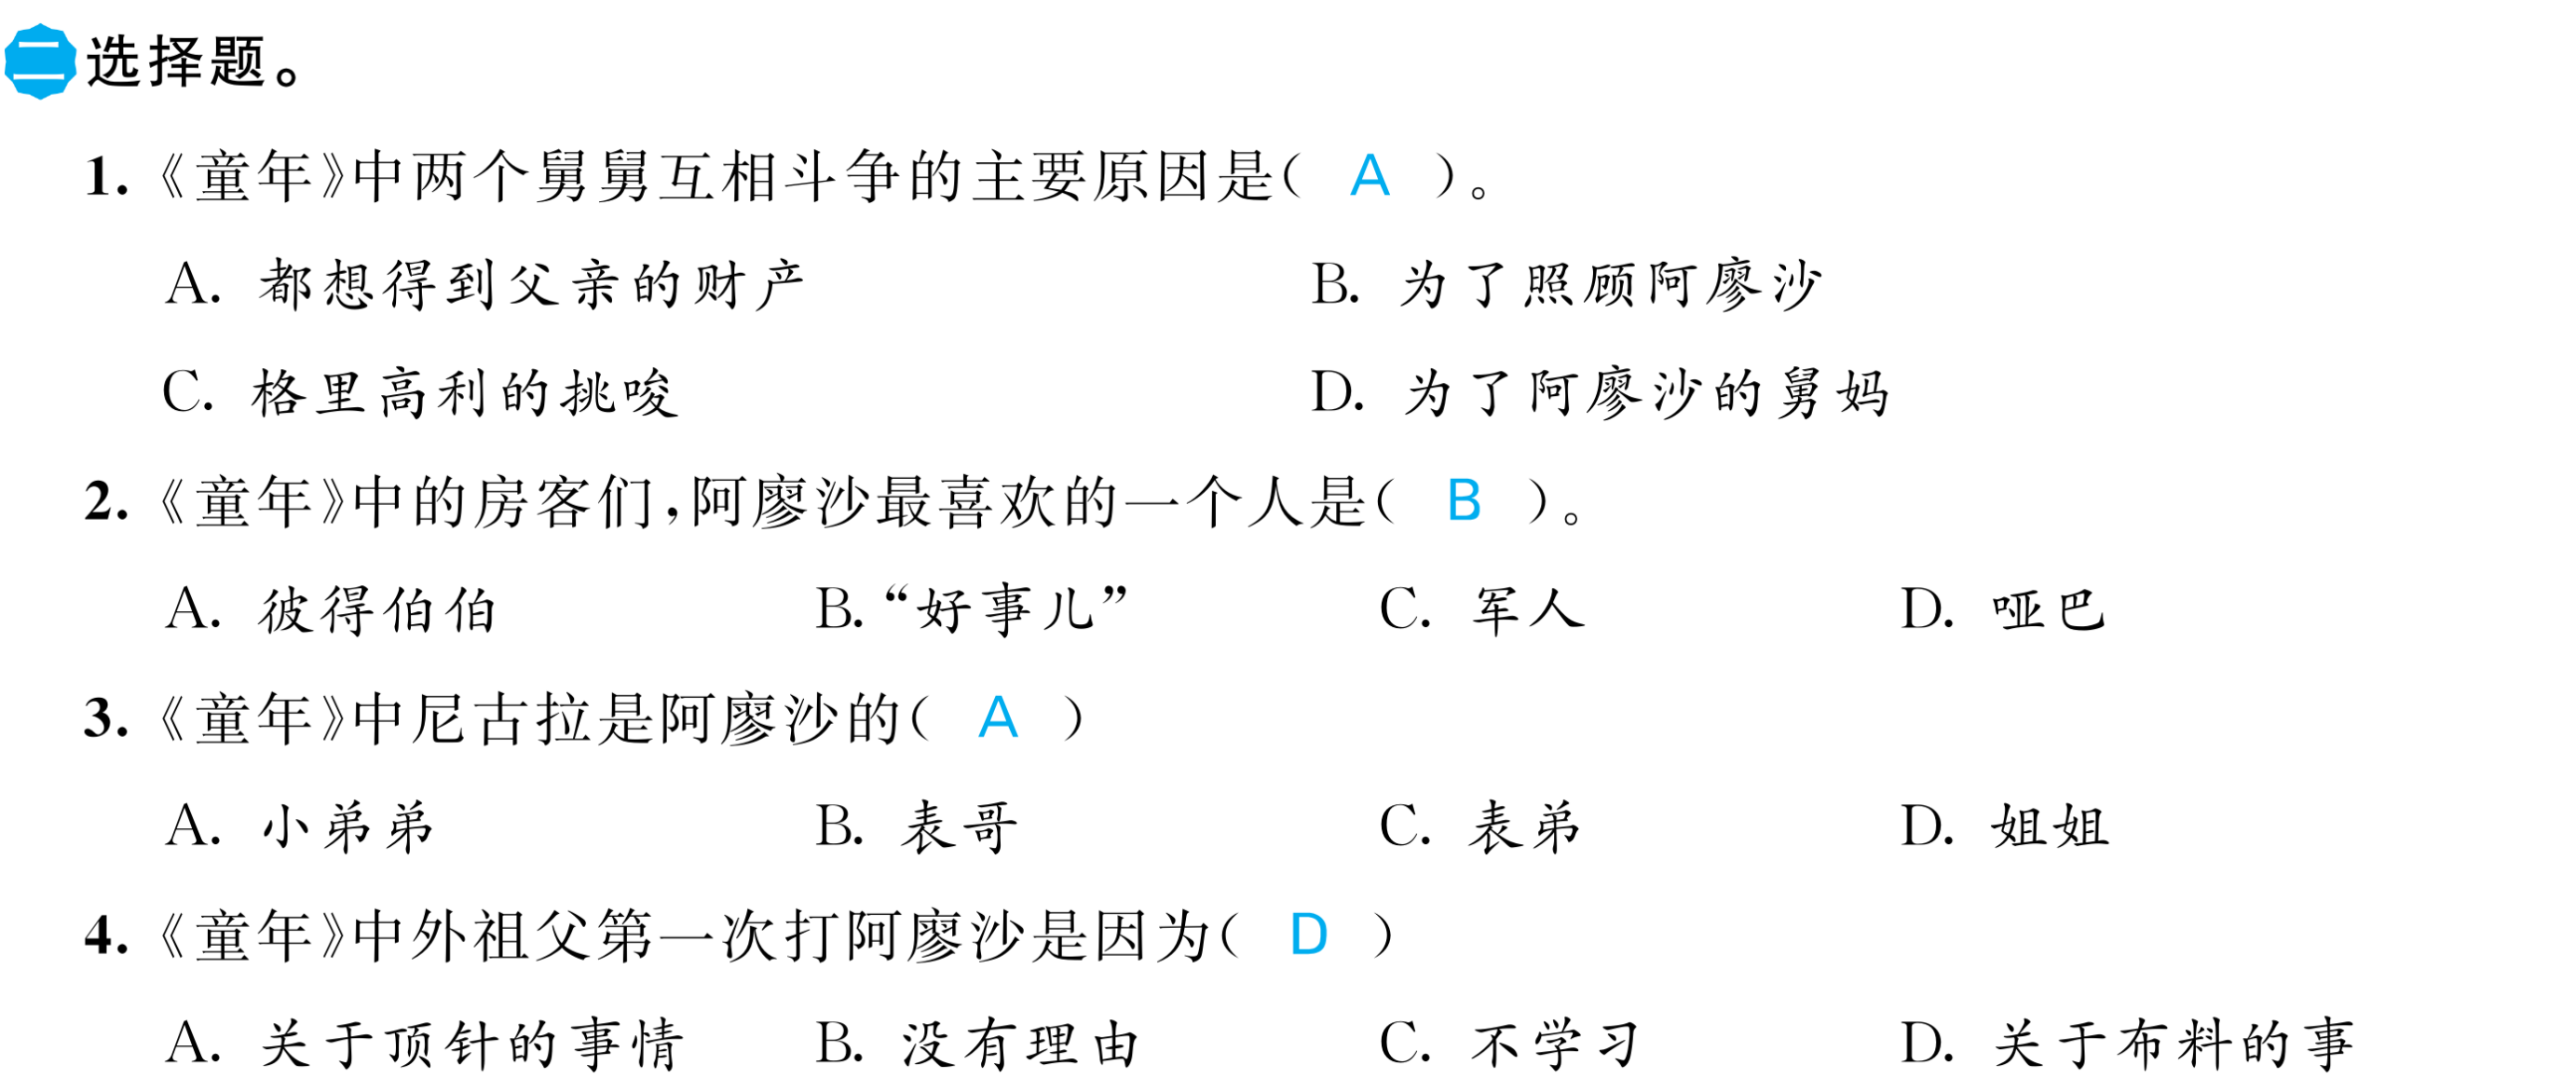 二 选择题。
1.《童年》中两个舅舅互相斗争的主要原因是( A )。
A. 都想得到父亲的财产 B. 为了照顾阿廖沙
C. 格里高利的挑唆 D. 为了阿廖沙的舅妈
2.《童年》中的房客们,阿廖沙最喜欢的一个人是( B )。
A. 彼得伯伯 B.“好事儿” C. 军人 D. 哑巴
3.《童年》中尼古拉是阿廖沙的( A )
A. 小弟弟 B. 表哥 C. 表弟 D. 姐姐
4.《童年》中外祖父第一次打阿廖沙是因为( D )
A. 关于顶针的事情 B. 没有理由 C. 不学习 D. 关于布料的事